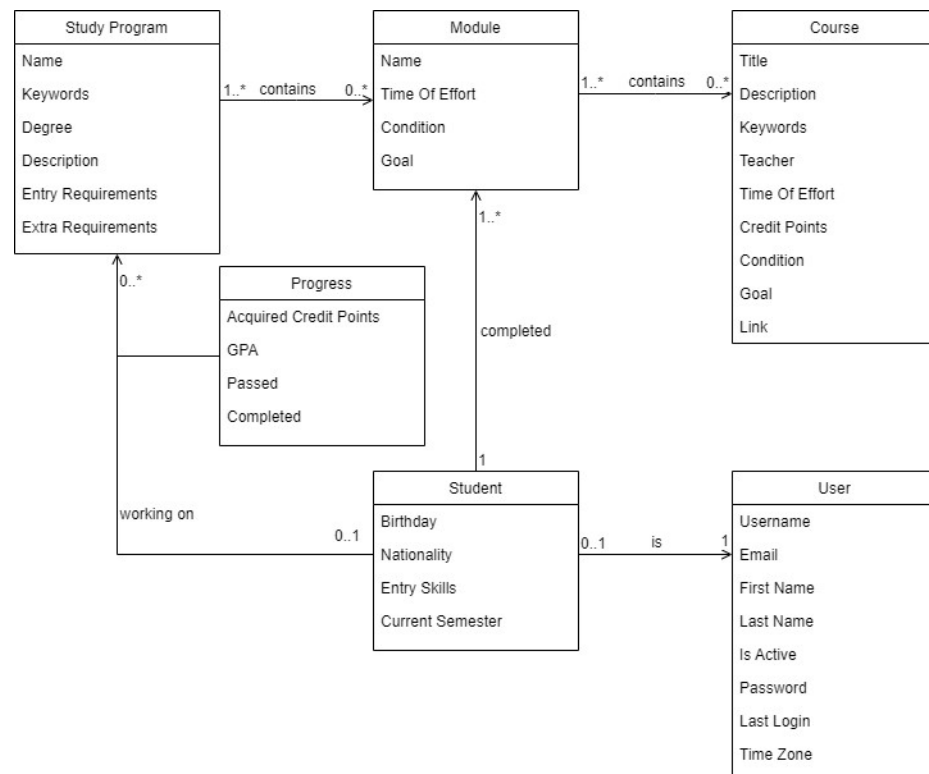 Study Program
Name
Keywords
Degree
Description
Entry Requirements
Extra Requirements
1..* contains 0..*
Module
Name
Time Of Effort
Condition
Goal
1..* contains 0..*
Course
Title
Description
Keywords
Teacher
Time Of Effort
Credit Points
Condition
Goal
Link
0..*
Progress
Acquired Credit Points
GPA
Passed
Completed
1..*
completed
1
working on
0..1
Student
Birthday
Nationality
Entry Skills
Current Semester
0..1 is 1
User
Username
Email
First Name
Last Name
Is Active
Password
Last Login
Time Zone